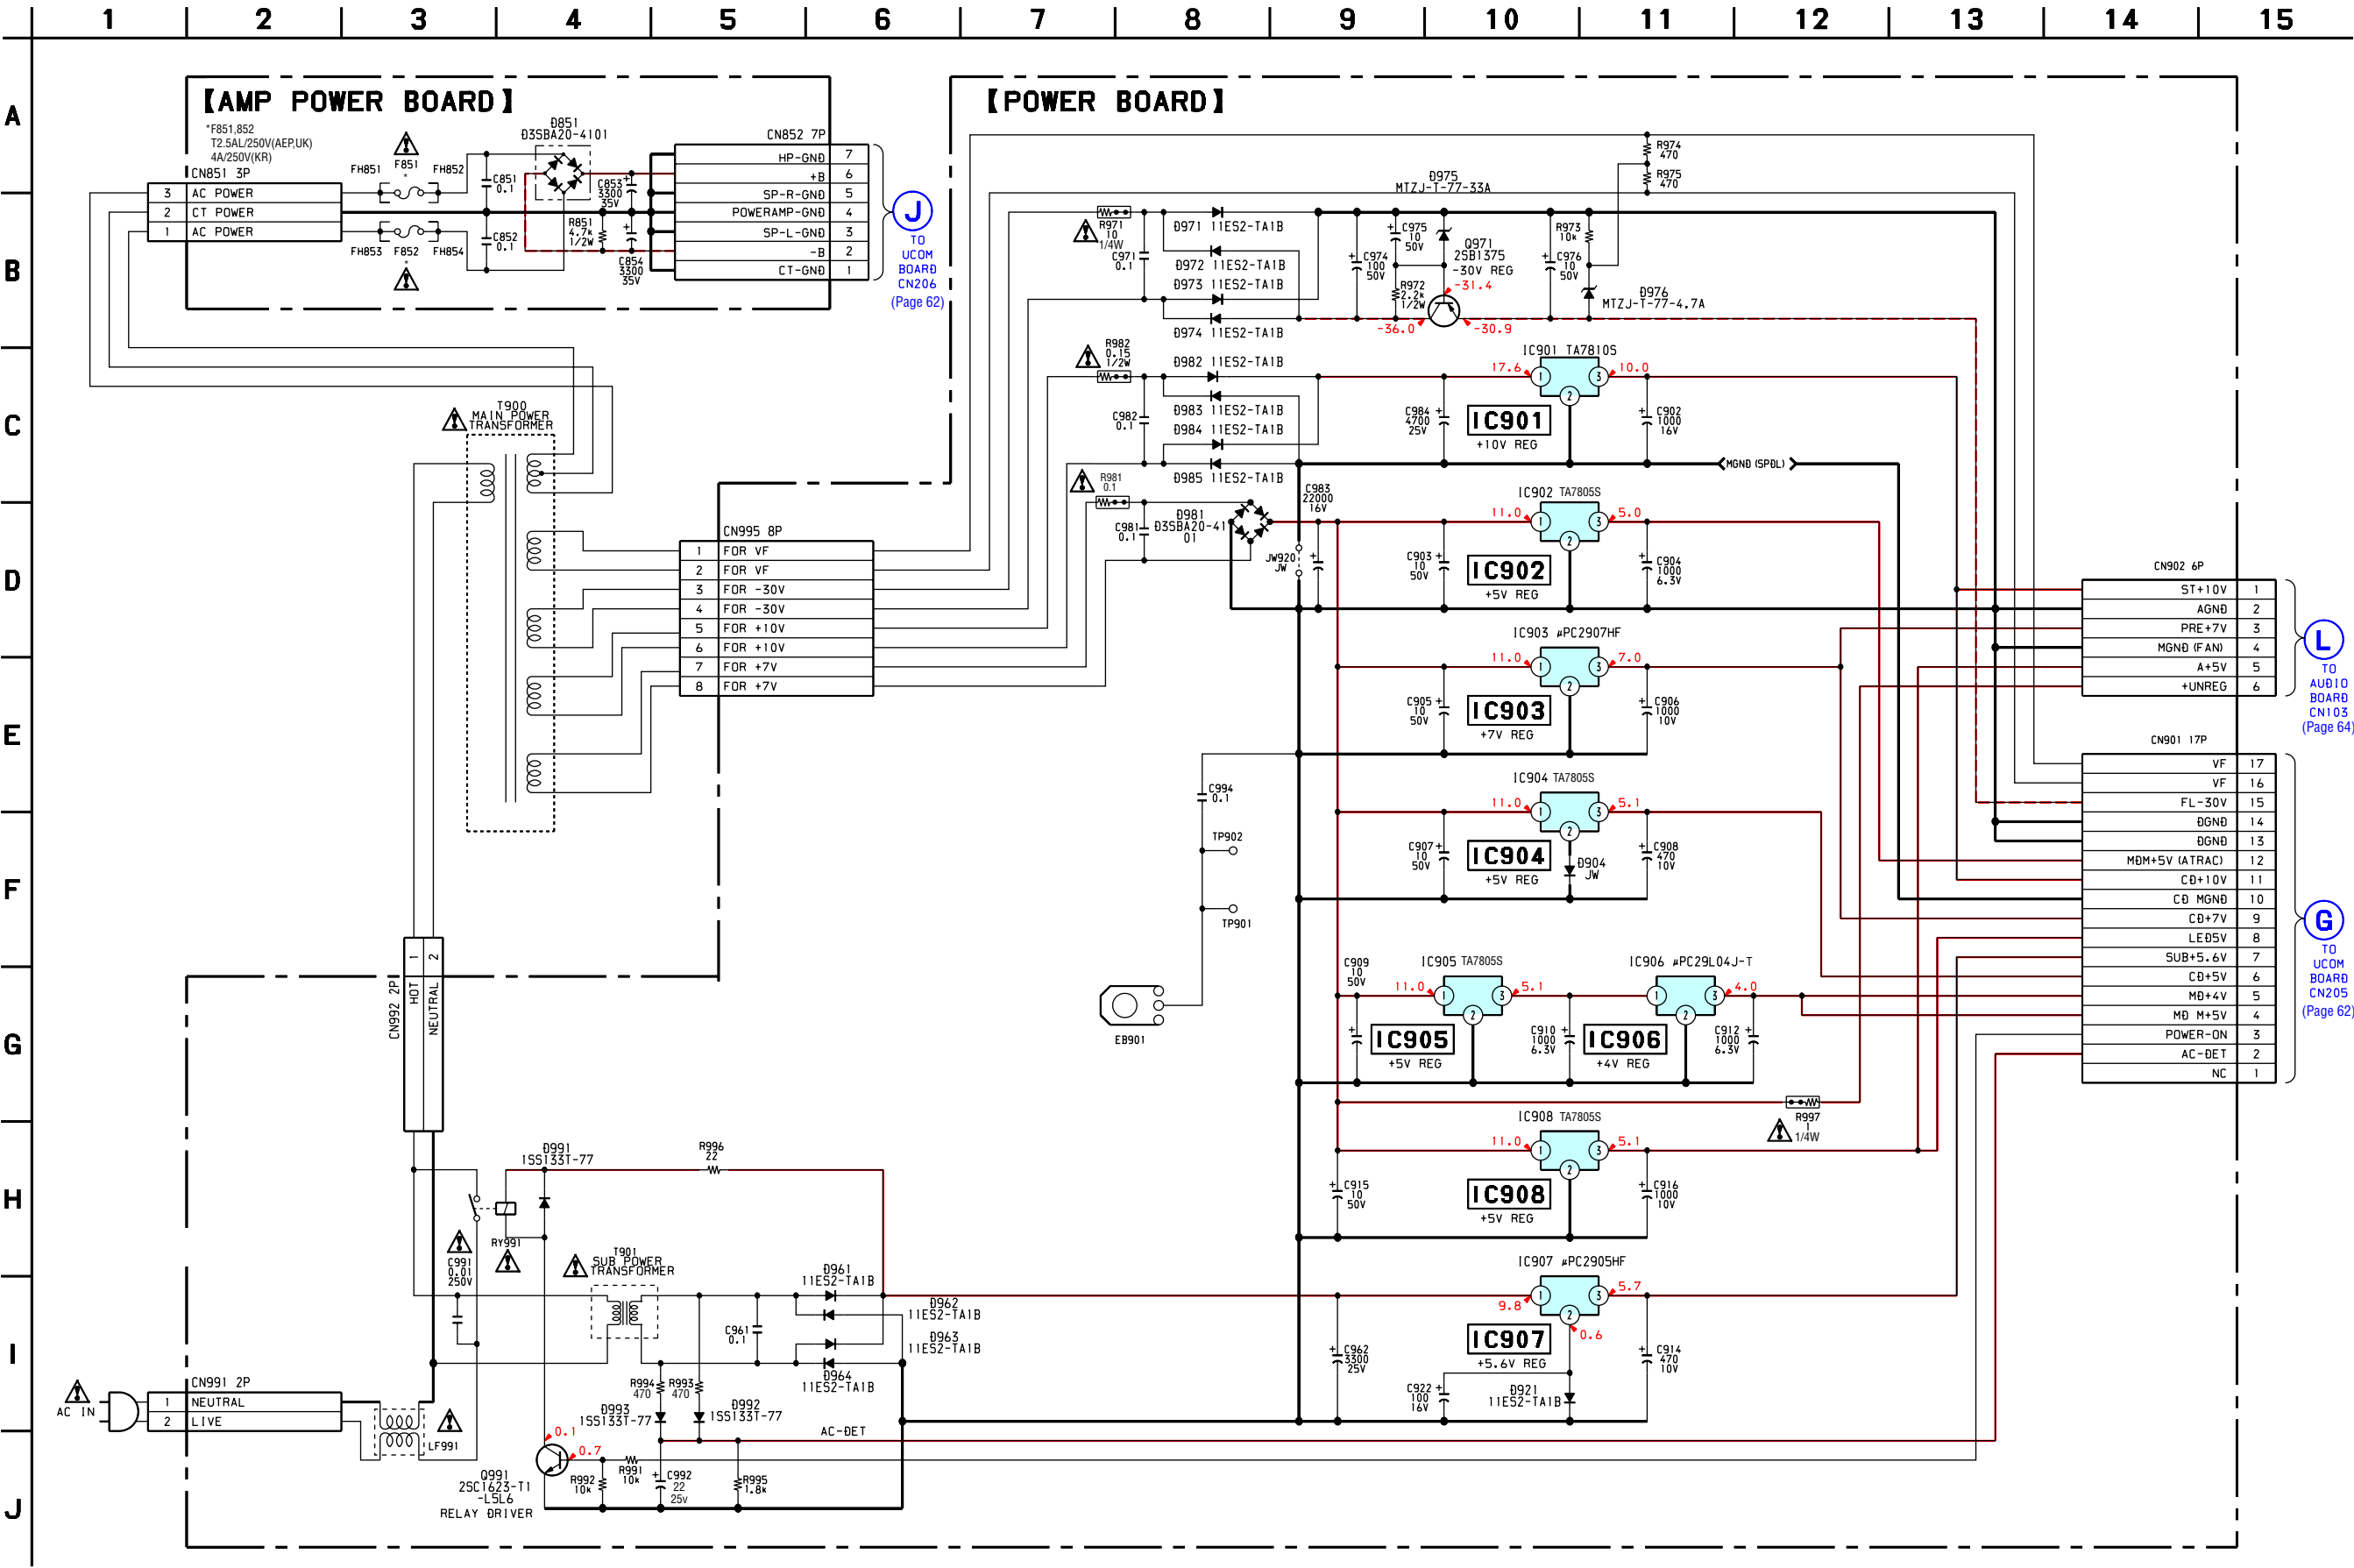 1 2 3 4 5 6 7 8 9 10 11 12 13 14 15
A
B
C
D
E
F
G
H
I
J
【AMP POWER BOARD】
*F851,852
T2.5AL/250V(AEP,UK)
4A/250V(KR)
CN851 3P
3 AC POWER
2 CT POWER
1 AC POWER
FH851
F851
*
FH852
FH853
F852
*
FH854
C851
0.1
C852
0.1
D851
D3SBA20-4101
R851
4.7k
1/2W
C853
3300
35V
C854
3300
35V
CN852 7P
HP-GND 7
+B 6
SP-R-GND 5
POWERAMP-GND 4
SP-L-GND 3
-B 2
CT-GND 1
J
TO
UCOM
BOARD
CN206
(Page 62)
【POWER BOARD】
R974
470
R975
470
D975
MTZJ-T-77-33A
R971
10
1/4W
C971
0.1
D971 11ES2-TA1B
D972 11ES2-TA1B
D973 11ES2-TA1B
D974 11ES2-TA1B
C974
100
50V
C975
10
50V
R972
2.2k
1/2W
Q971
2SB1375
-30V REG
-31.4
-36.0
-30.9
C976
10
50V
R973
10k
D976
MTZJ-T-77-4.7A
R982
0.15
1/2W
C982
0.1
D982 11ES2-TA1B
D983 11ES2-TA1B
D984 11ES2-TA1B
D985 11ES2-TA1B
IC901 TA7810S
17.6
1
3
2
10.0
C984
4700
25V
IC901
+10V REG
C902
1000
16V
MGND(SPDL)
T900
MAIN POWER
TRANSFORMER
R981
0.1
C981
0.1
D981
D3SBA20-41
01
C983
22000
16V
JW920
JW
IC902 TA7805S
11.0
1
3
2
5.0
C903
10
50V
IC902
+5V REG
C904
1000
6.3V
CN995 8P
1 FOR VF
2 FOR VF
3 FOR -30V
4 FOR -30V
5 FOR +10V
6 FOR +10V
7 FOR +7V
8 FOR +7V
IC903 µPC2907HF
11.0
1
3
2
7.0
C905
10
50V
IC903
+7V REG
C906
1000
10V
CN902 6P
ST+10V 1
AGND 2
PRE+7V 3
MGND(FAN) 4
A+5V 5
+UNREG 6
L
TO
AUDIO
BOARD
CN103
(Page 64)
C994
0.1
TP902
TP901
EB901
IC904 TA7805S
11.0
1
3
2
5.1
C907
10
50V
IC904
+5V REG
D904
JW
C908
470
10V
CN901 17P
VF 17
VF 16
FL-30V 15
DGND 14
DGND 13
MDM+5V(ATRAC) 12
CD+10V 11
CD MGND 10
CD+7V 9
LED5V 8
SUB+5.6V 7
CD+5V 6
MD+4V 5
MD M+5V 4
POWER-ON 3
AC-DET 2
NC 1
G
TO
UCOM
BOARD
CN205
(Page 62)
CN992 2P
1 HOT
2 NEUTRAL
C909
10
50V
IC905 TA7805S
11.0
1
3
2
5.1
IC905
+5V REG
C910
1000
6.3V
IC906 µPC29L04J-T
1
3
2
4.0
IC906
+4V REG
C912
1000
6.3V
R997
1
1/4W
IC908 TA7805S
11.0
1
3
2
5.1
C915
10
50V
IC908
+5V REG
C916
1000
10V
D991
1SS133T-77
R996
22
RY991
C991
0.01
250V
T901
SUB POWER
TRANSFORMER
D961
11ES2-TA1B
D962
11ES2-TA1B
D963
11ES2-TA1B
D964
11ES2-TA1B
C961
0.1
IC907 µPC2905HF
9.8
1
3
2
5.7
0.6
C962
3300
25V
IC907
+5.6V REG
C914
470
10V
C922
100
16V
D921
11ES2-TA1B
AC IN
CN991 2P
1 NEUTRAL
2 LIVE
LF991
R994
470
R993
470
D993
1SS133T-77
D992
1SS133T-77
AC-DET
0.1
0.7
Q991
2SC1623-T1
-L5L6
RELAY DRIVER
R992
10k
R991
10k
C992
22
25v
R995
1.8k